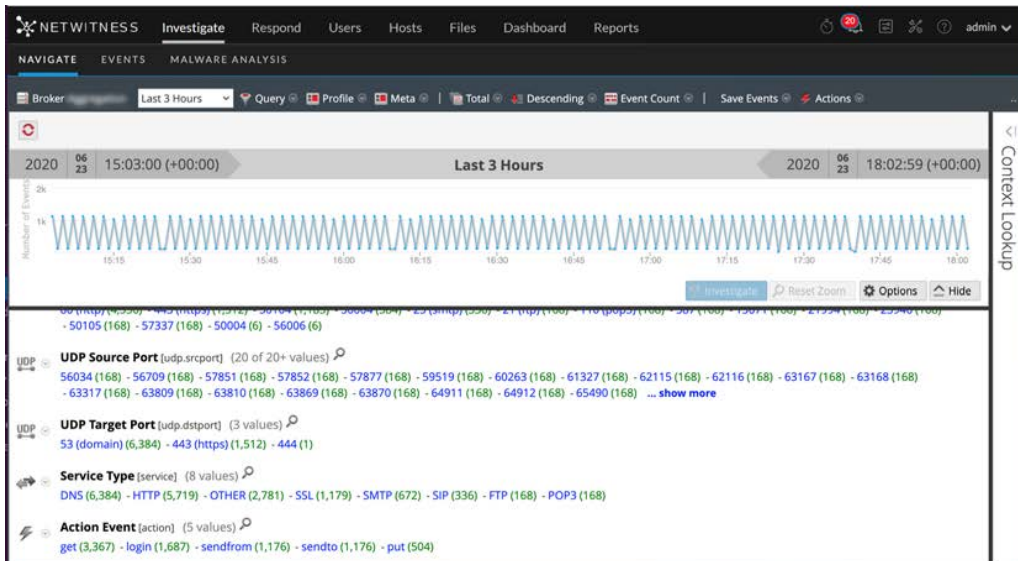 NETWITNESS Investigate Respond Users Hosts Files Dashboard Reports 20 admin
NAVIGATE EVENTS MALWARE ANALYSIS
Broker Last 3 Hours Query Profile Meta | Total Descending Event Count | Save Events Actions
2020 06 23 15:03:00 (+00:00) Last 3 Hours 2020 06 23 18:02:59 (+00:00)
Context Lookup
Number of Events
2k
1k
15:15 15:30 15:45 16:00 16:15 16:30 16:45 17:00 17:15 17:30 17:45 18:00
Investigate Reset Zoom Options Hide
- 50105 (168) - 57337 (168) - 50004 (6) - 56006 (6)
UDP UDP Source Port [udp.srcport] (20 of 20+ values)
56034 (168) - 56709 (168) - 57851 (168) - 57852 (168) - 57877 (168) - 59519 (168) - 60263 (168) - 61327 (168) - 62115 (168) - 62116 (168) - 63167 (168) - 63168 (168)
- 63317 (168) - 63809 (168) - 63810 (168) - 63869 (168) - 63870 (168) - 64911 (168) - 64912 (168) - 65490 (168) ... show more
UDP UDP Target Port [udp.dstport] (3 values)
53 (domain) (6,384) - 443 (https) (1,512) - 444 (1)
Service Type [service] (8 values)
DNS (6,384) - HTTP (5,719) - OTHER (2,781) - SSL (1,179) - SMTP (672) - SIP (336) - FTP (168) - POP3 (168)
Action Event [action] (5 values)
get (3,367) - login (1,687) - sendfrom (1,176) - sendto (1,176) - put (504)